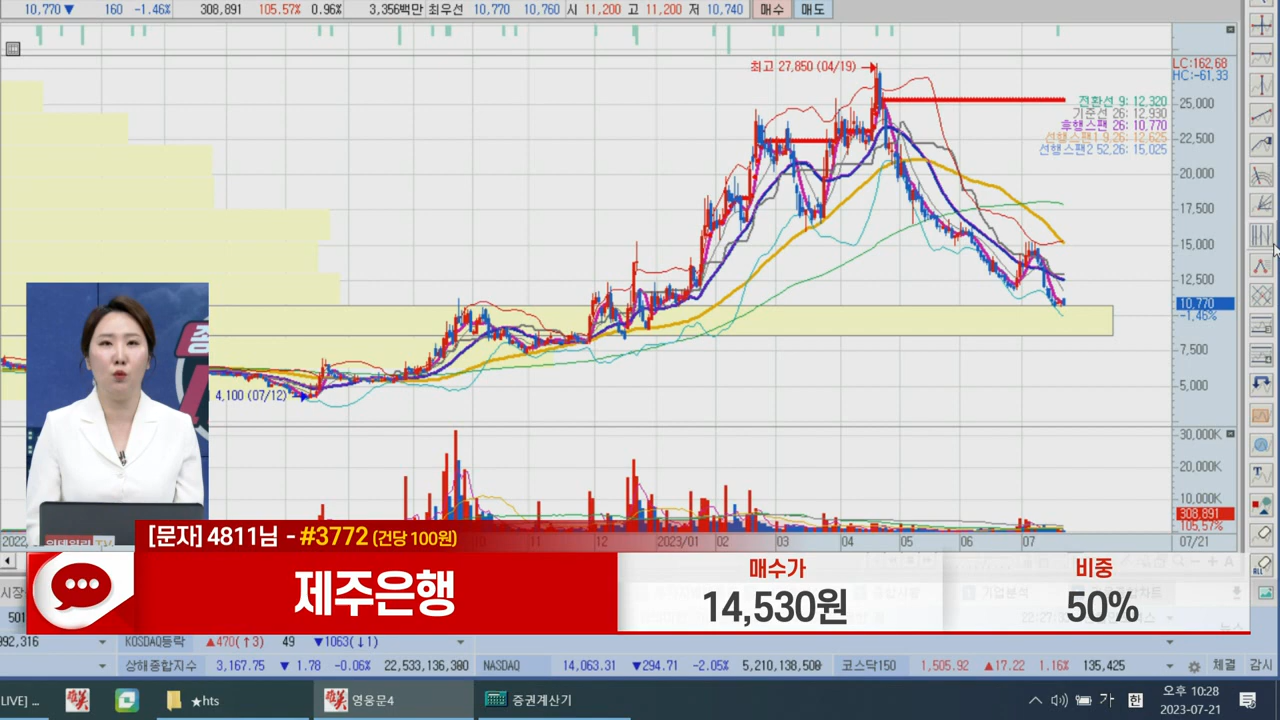 10,770 ▼ 160 -1.46% 308,891 105.57% 0.96% 3,356백만 최우선 10,770 10,760 시 11,200 고 11,200 저 10,740 매수 매도
최고 27,850 (04/19)
LC:162.68
HC:-61.33
전환선 9: 12,320
기준선 26: 12,930
후행스팬 26: 10,770
선행스팬1 9,26: 12,625
선행스팬2 52,26: 15,025
25,000
22,500
20,000
17,500
15,000
12,500
10,770
-1.46%
7,500
5,000
4,100 (07/12)
30,000K
20,000K
10,000K
308,891
105.57%
2022, 10 11 12 2023/01 02 03 04 05 06 07 07/21
[문자] 4811님 - #3772 (건당 100원)
제주은행
매수가
14,530원
비중
50%
992,316 KOSDAQ등락 ▲470(↑3) 49 ▼1063(↓1)
상해종합지수 3,167.75 ▼ 1.78 -0.06% 22,533,136,380 NASDAQ 14,063.31 ▼294.71 -2.05% 5,210,138,508 코스닥150 1,505.92 ▲17.22 1.16% 135,425 체결 감시
LIVE] ... ★hts 영웅문4 증권계산기 가 한 오후 10:28
2023-07-21